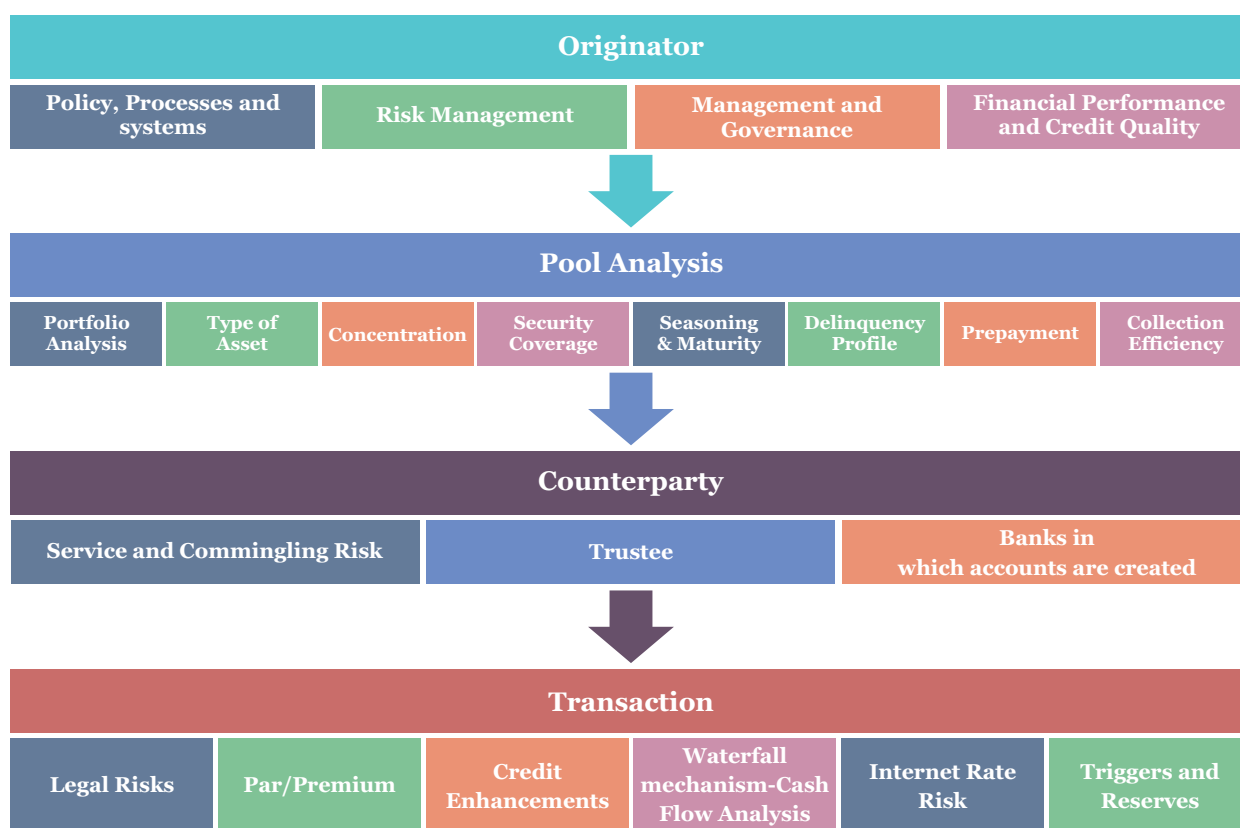 Originator
Policy, Processes and
systems
Risk Management
Management and
Governance
Financial Performance
and Credit Quality
Pool Analysis
Portfolio
Analysis
Type of
Asset
Concentration
Security
Coverage
Seasoning
& Maturity
Delinquency
Profile
Prepayment
Collection
Efficiency
Counterparty
Service and Commingling Risk
Trustee
Banks in
which accounts are created
Transaction
Legal Risks
Par/Premium
Credit
Enhancements
Waterfall
mechanism-Cash
Flow Analysis
Internet Rate
Risk
Triggers and
Reserves